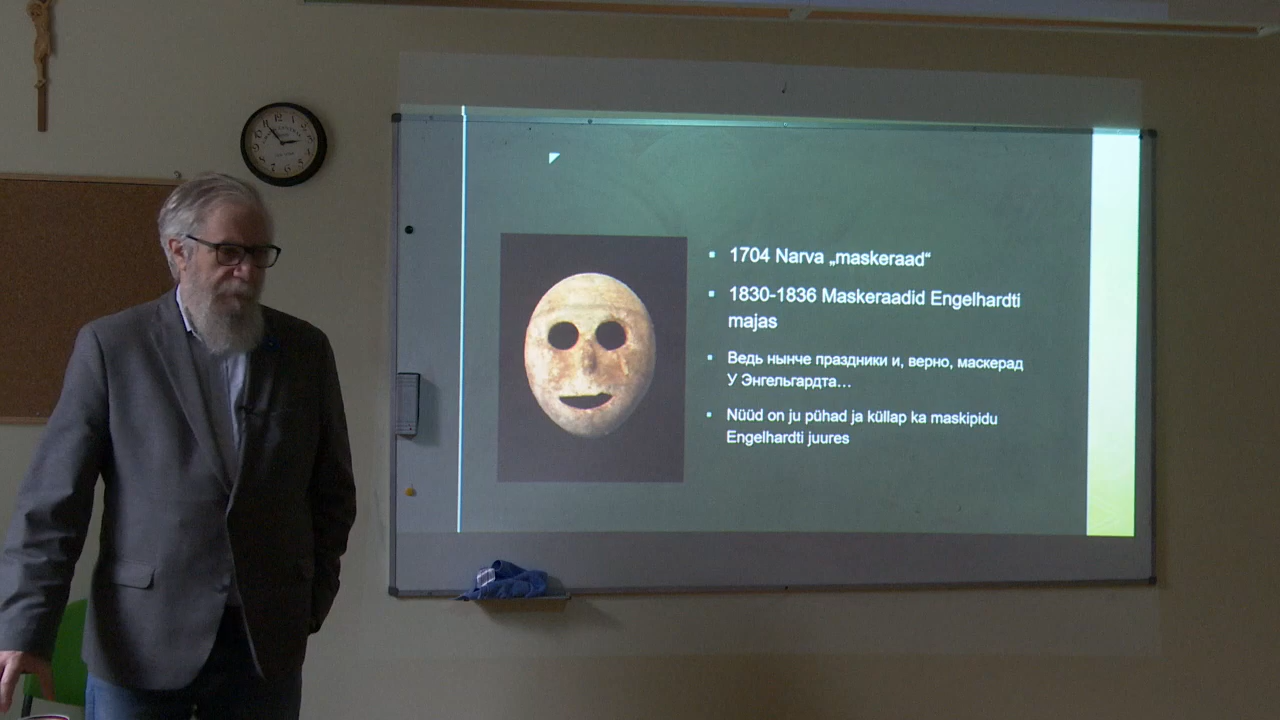 1704 Narva „maskeraad“
1830-1836 Maskeraadid Engelhardti
majas
Ведь нынче праздники и, верно, маскерад
У Энгельгардта…
Nüüd on ju pühad ja küllap ka maskipidu
Engelhardti juures